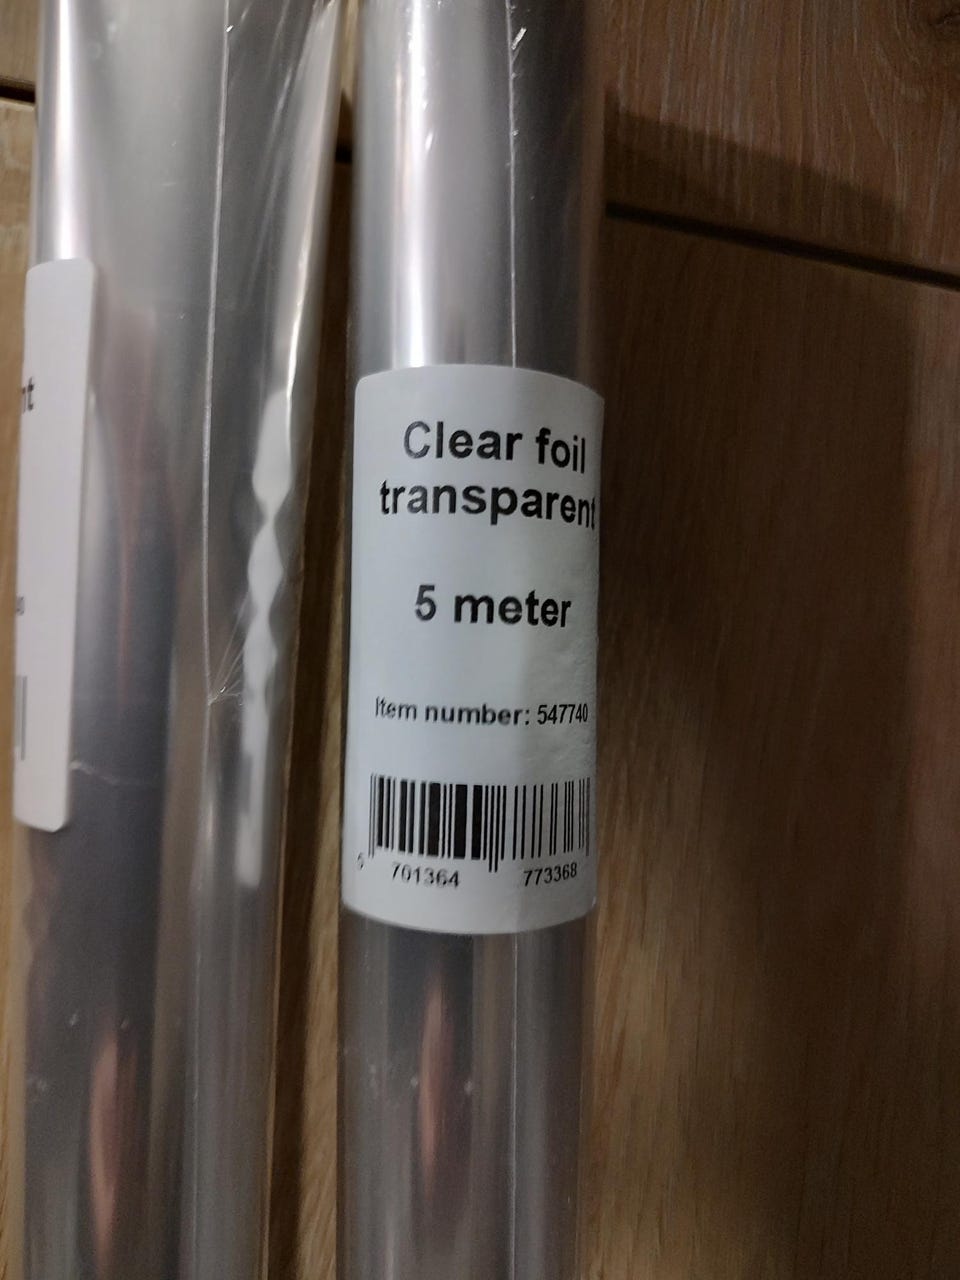 Clear foil
transparent
5 meter
Item number: 547740
5 701364 773368